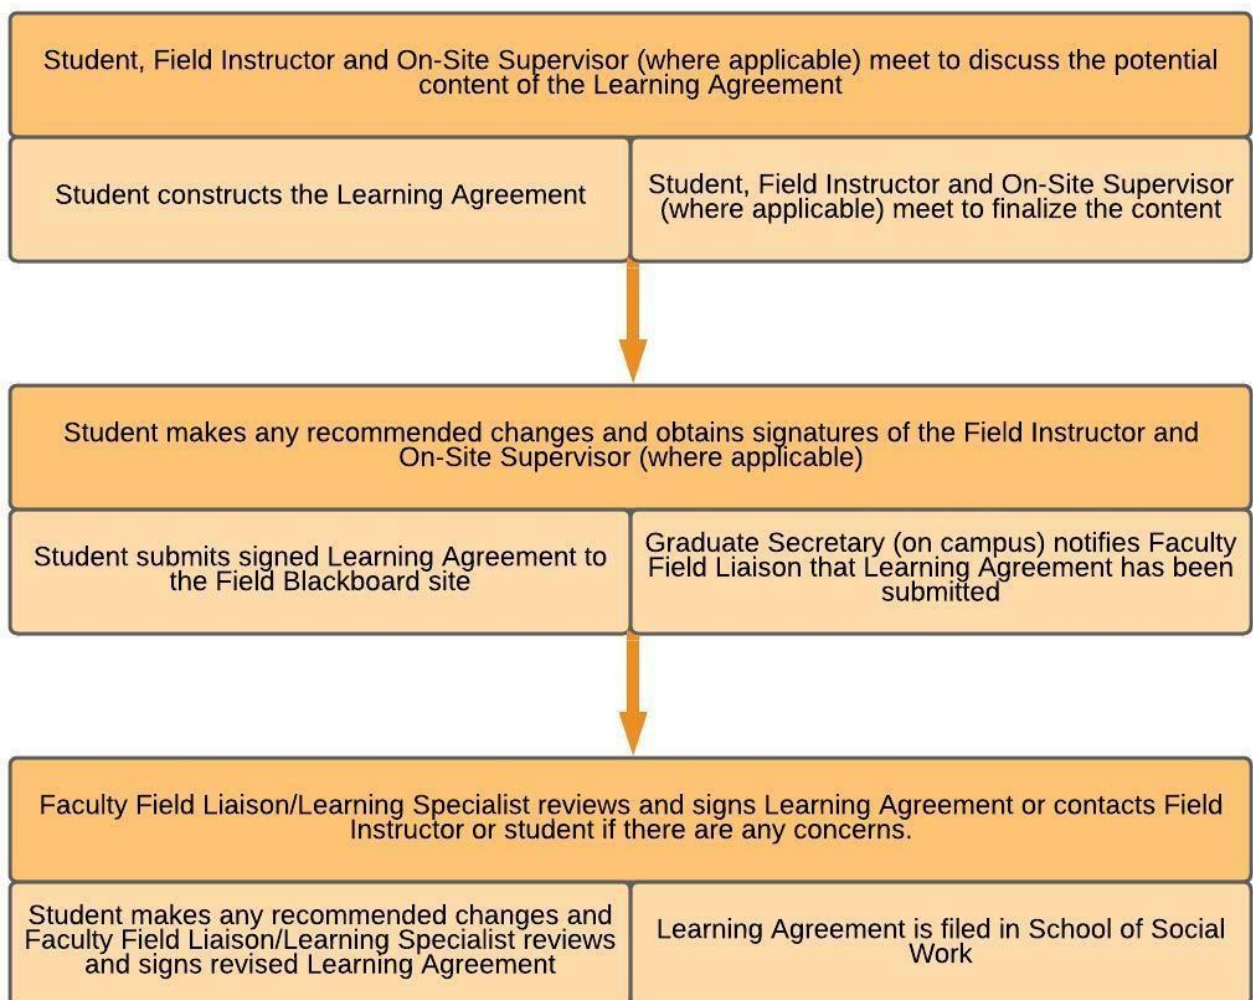 Student, Field Instructor and On-Site Supervisor (where applicable) meet to discuss the potential
content of the Learning Agreement
Student constructs the Learning Agreement
Student, Field Instructor and On-Site Supervisor
(where applicable) meet to finalize the content
Student makes any recommended changes and obtains signatures of the Field Instructor and
On-Site Supervisor (where applicable)
Student submits signed Learning Agreement to
the Field Blackboard site
Graduate Secretary (on campus) notifies Faculty
Field Liaison that Learning Agreement has been
submitted
Faculty Field Liaison/Learning Specialist reviews and signs Learning Agreement or contacts Field
Instructor or student if there are any concerns.
Student makes any recommended changes and
Faculty Field Liaison/Learning Specialist reviews
and signs revised Learning Agreement
Learning Agreement is filed in School of Social
Work